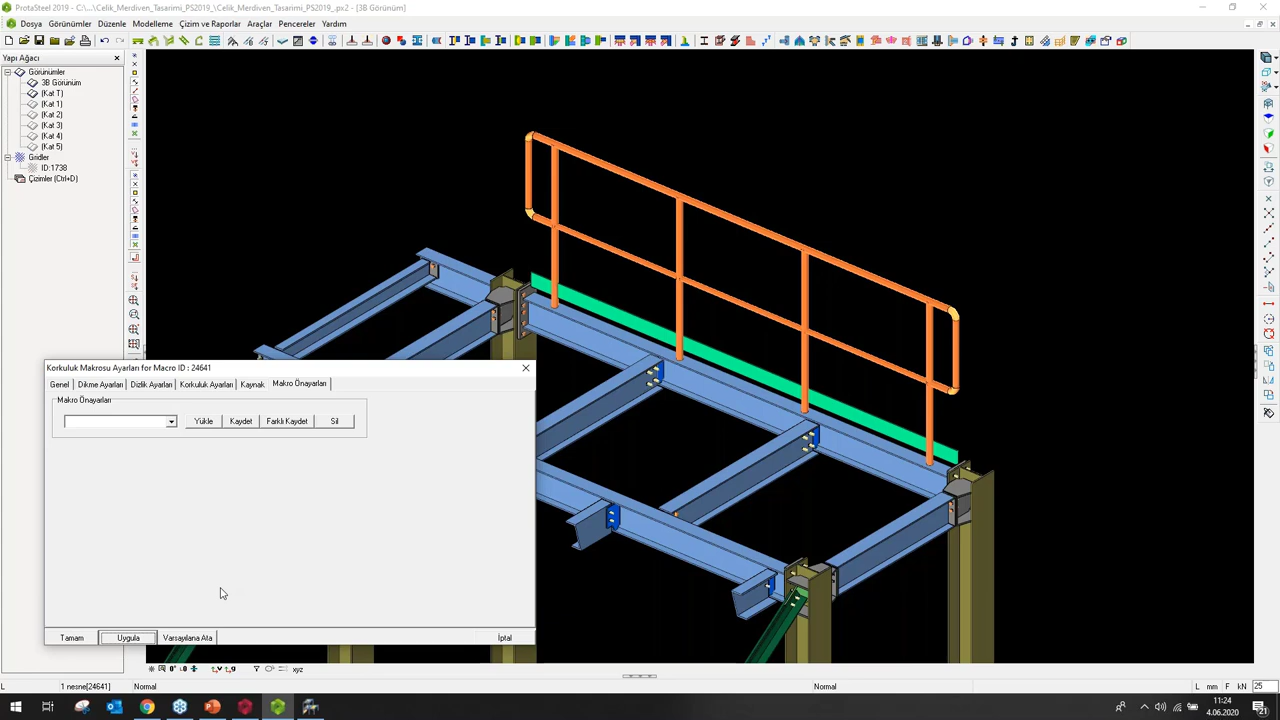 ProtaSteel 2019 - C:\...\Celik_Merdiven_Tasarimi_PS2019_\Celik_Merdiven_Tasarimi_PS2019_.px2 - [3B Görünüm]
Dosya Görünümler Düzenle Modelleme Çizim ve Raporlar Araçlar Pencereler Yardım
Yapı Ağacı
Görünümler
3B Görünüm
(Kat T)
(Kat 1)
(Kat 2)
(Kat 3)
(Kat 4)
(Kat 5)
Gridler
ID:1738
Çizimler (Ctrl+D)
Korkuluk Makrosu Ayarları for Macro ID : 24641
Genel Dikme Ayarları Dizlik Ayarları Korkuluk Ayarları Kaynak Makro Önayarları
Makro Önayarları
Yükle Kaydet Farklı Kaydet Sil
Tamam Uygula Varsayılana Ata İptal
xyz
L 1 nesne[24641] Normal Normal L mm F kN 25
11:24
4.06.2020
21